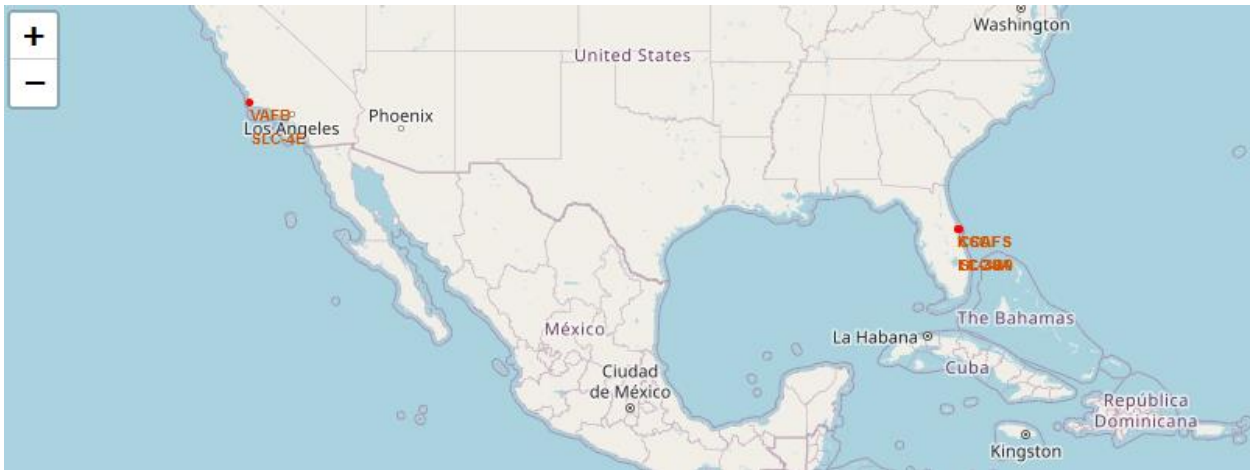 +
−
Washington
United States
VAFB
SLC-4E
Los Angeles
Phoenix
The Bahamas
México
La Habana
Cuba
Ciudad
de México
República
Dominicana
Kingston